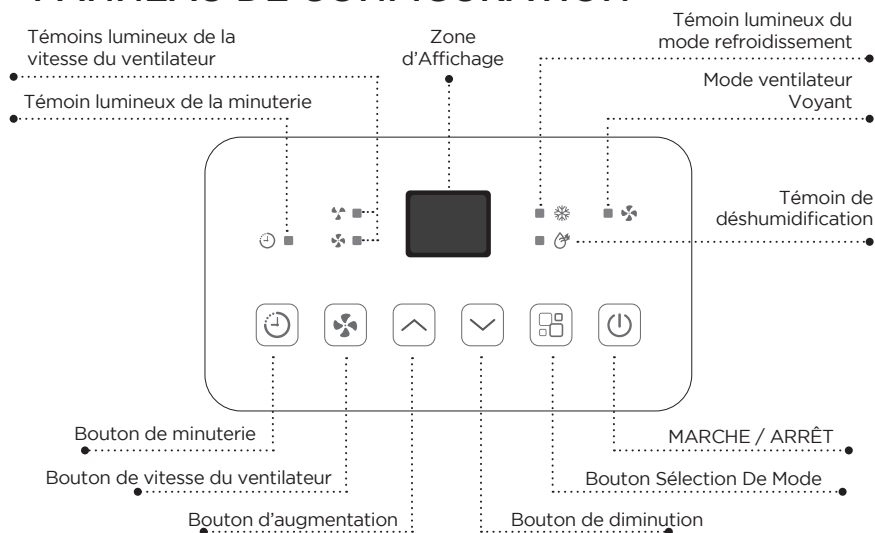 PANNEAU DE CONFIGURATION
Témoins lumineux de la
vitesse du ventilateur
Témoin lumineux de la minuterie
Zone
d'Affichage
Témoin lumineux du
mode refroidissement
Mode ventilateur
Voyant
Témoin de
déshumidification
Bouton de minuterie
Bouton de vitesse du ventilateur
Bouton d'augmentation
MARCHE / ARRÊT
Bouton Sélection De Mode
Bouton de diminution